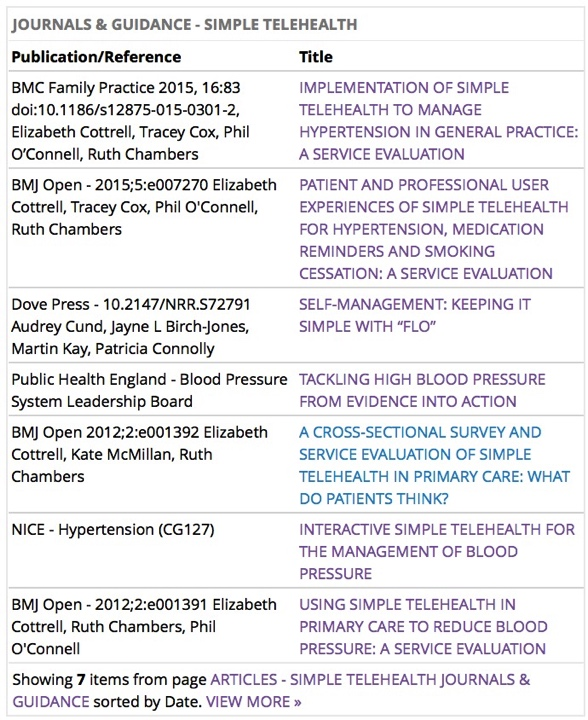 JOURNALS & GUIDANCE - SIMPLE TELEHEALTH
Publication/Reference
Title
BMC Family Practice 2015, 16:83
doi:10.1186/s12875-015-0301-2,
Elizabeth Cottrell, Tracey Cox, Phil
O’Connell, Ruth Chambers
IMPLEMENTATION OF SIMPLE
TELEHEALTH TO MANAGE
HYPERTENSION IN GENERAL PRACTICE:
A SERVICE EVALUATION
BMJ Open - 2015;5:e007270 Elizabeth
Cottrell, Tracey Cox, Phil O'Connell,
Ruth Chambers
PATIENT AND PROFESSIONAL USER
EXPERIENCES OF SIMPLE TELEHEALTH
FOR HYPERTENSION, MEDICATION
REMINDERS AND SMOKING
CESSATION: A SERVICE EVALUATION
Dove Press - 10.2147/NRR.S72791
Audrey Cund, Jayne L Birch-Jones,
Martin Kay, Patricia Connolly
SELF-MANAGEMENT: KEEPING IT
SIMPLE WITH “FLO”
Public Health England - Blood Pressure
System Leadership Board
TACKLING HIGH BLOOD PRESSURE
FROM EVIDENCE INTO ACTION
BMJ Open 2012;2:e001392 Elizabeth
Cottrell, Kate McMillan, Ruth
Chambers
A CROSS-SECTIONAL SURVEY AND
SERVICE EVALUATION OF SIMPLE
TELEHEALTH IN PRIMARY CARE: WHAT
DO PATIENTS THINK?
NICE - Hypertension (CG127)
INTERACTIVE SIMPLE TELEHEALTH FOR
THE MANAGEMENT OF BLOOD
PRESSURE
BMJ Open - 2012;2:e001391 Elizabeth
Cottrell, Ruth Chambers, Phil
O'Connell
USING SIMPLE TELEHEALTH IN
PRIMARY CARE TO REDUCE BLOOD
PRESSURE: A SERVICE EVALUATION
Showing 7 items from page ARTICLES - SIMPLE TELEHEALTH JOURNALS &
GUIDANCE sorted by Date. VIEW MORE »